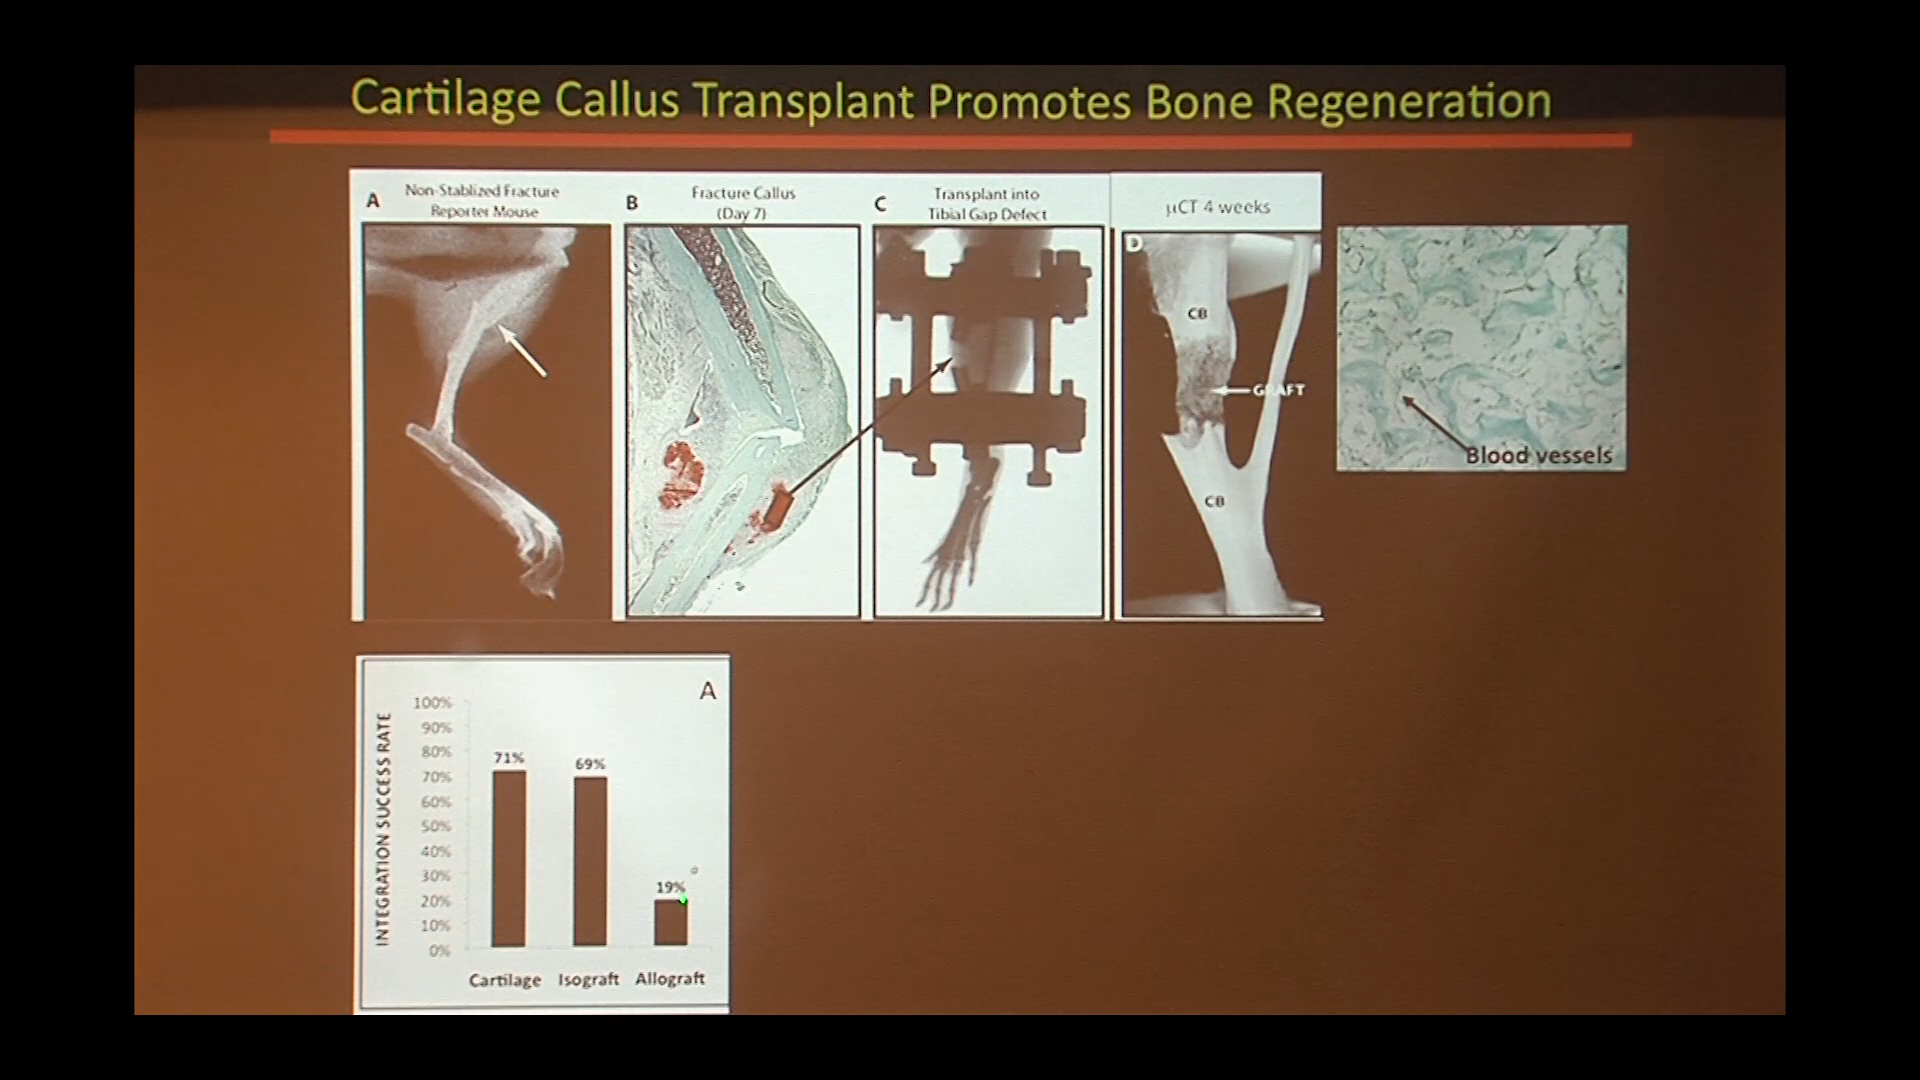 Cartilage Callus Transplant Promotes Bone Regeneration
A
Non-Stablized Fracture
Reporter Mouse
B
Fracture Callus
(Day 7)
C
Transplant into
Tibial Gap Defect
μCT 4 weeks
D
CB
GRAFT
CB
Blood vessels
A
INTEGRATION SUCCESS RATE
100%
90%
80%
70%
60%
50%
40%
30%
20%
10%
0%
71%
69%
19%
a
Cartilage Isograft Allograft